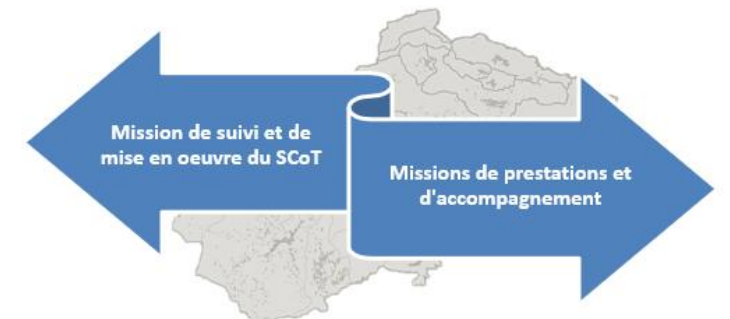 Mission de suivi et de
mise en oeuvre du SCoT
Missions de prestations et
d'accompagnement